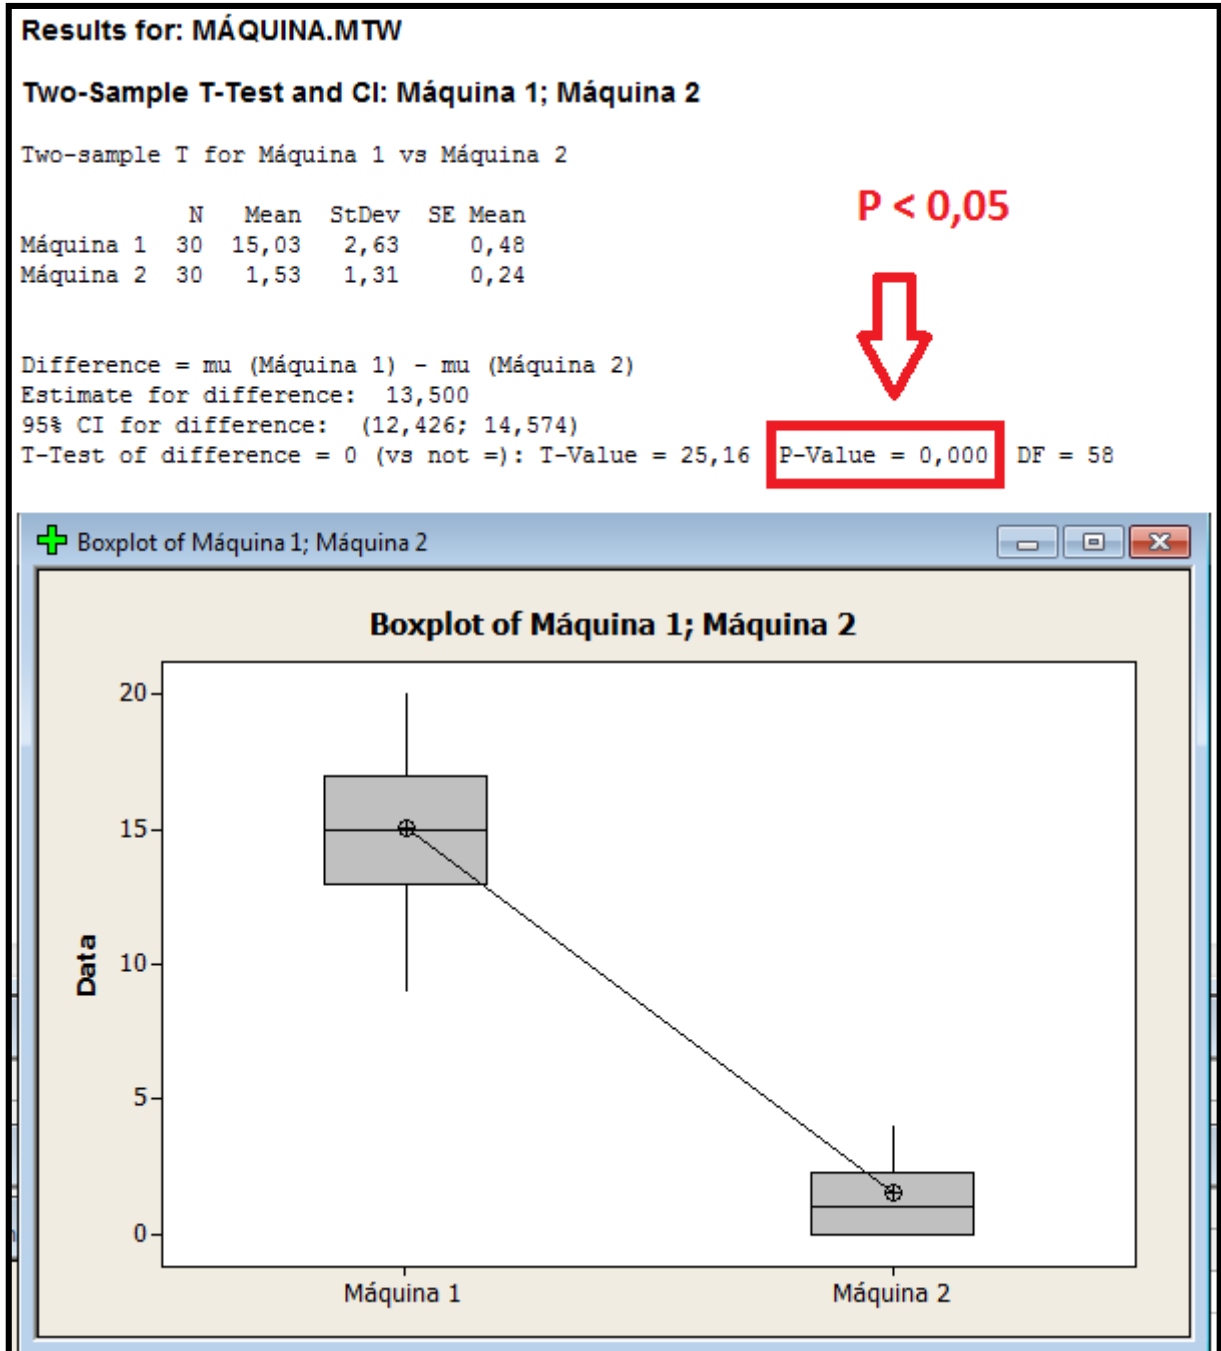 Results for: MÁQUINA.MTW
Two-Sample T-Test and CI: Máquina 1; Máquina 2
Two-sample T for Máquina 1 vs Máquina 2
P < 0,05
N Mean StDev SE Mean
Máquina 1 30 15,03 2,63 0,48
Máquina 2 30 1,53 1,31 0,24
Difference = mu (Máquina 1) - mu (Máquina 2)
Estimate for difference: 13,500
95% CI for difference: (12,426; 14,574)
T-Test of difference = 0 (vs not =): T-Value = 25,16 P-Value = 0,000 DF = 58
Boxplot of Máquina 1; Máquina 2
Boxplot of Máquina 1; Máquina 2
20
15
10
5
0
Data
Máquina 1 Máquina 2